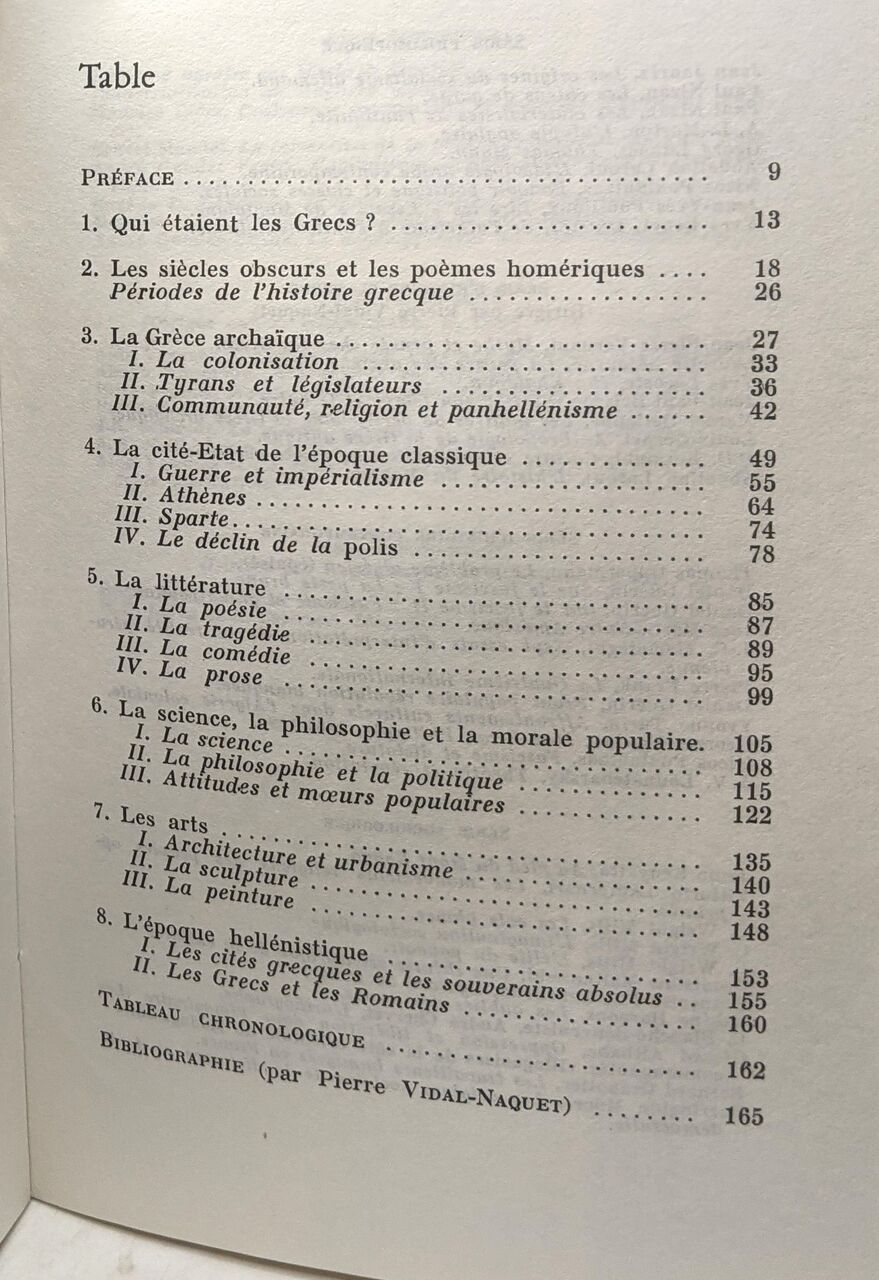 Table
PRÉFACE ........................................ 9
1. Qui étaient les Grecs ? ......................... 13
2. Les siècles obscurs et les poèmes homériques .... 18
Périodes de l'histoire grecque ................... 26
3. La Grèce archaïque ............................. 27
I. La colonisation ............................. 33
II. Tyrans et législateurs ...................... 36
III. Communauté, religion et panhellénisme ...... 42
4. La cité-Etat de l'époque classique ............... 49
I. Guerre et impérialisme ...................... 55
II. Athènes .................................... 64
III. Sparte...................................... 74
IV. Le déclin de la polis ........................ 78
5. La littérature .................................. 85
I. La poésie ................................... 87
II. La tragédie ................................. 89
III. La comédie ................................. 95
IV. La prose ................................... 99
6. La science, la philosophie et la morale populaire. 105
I. La science .................................. 108
II. La philosophie et la politique ............... 115
III. Attitudes et mœurs populaires .............. 122
7. Les arts ....................................... 135
I. Architecture et urbanisme .................. 140
II. La sculpture ................................ 143
III. La peinture ................................ 148
8. L'époque hellénistique .......................... 153
I. Les cités grecques et les souverains absolus .. 155
II. Les Grecs et les Romains ................... 160
TABLEAU CHRONOLOGIQUE .......................... 162
BIBLIOGRAPHIE (par Pierre VIDAL-NAQUET) ........ 165